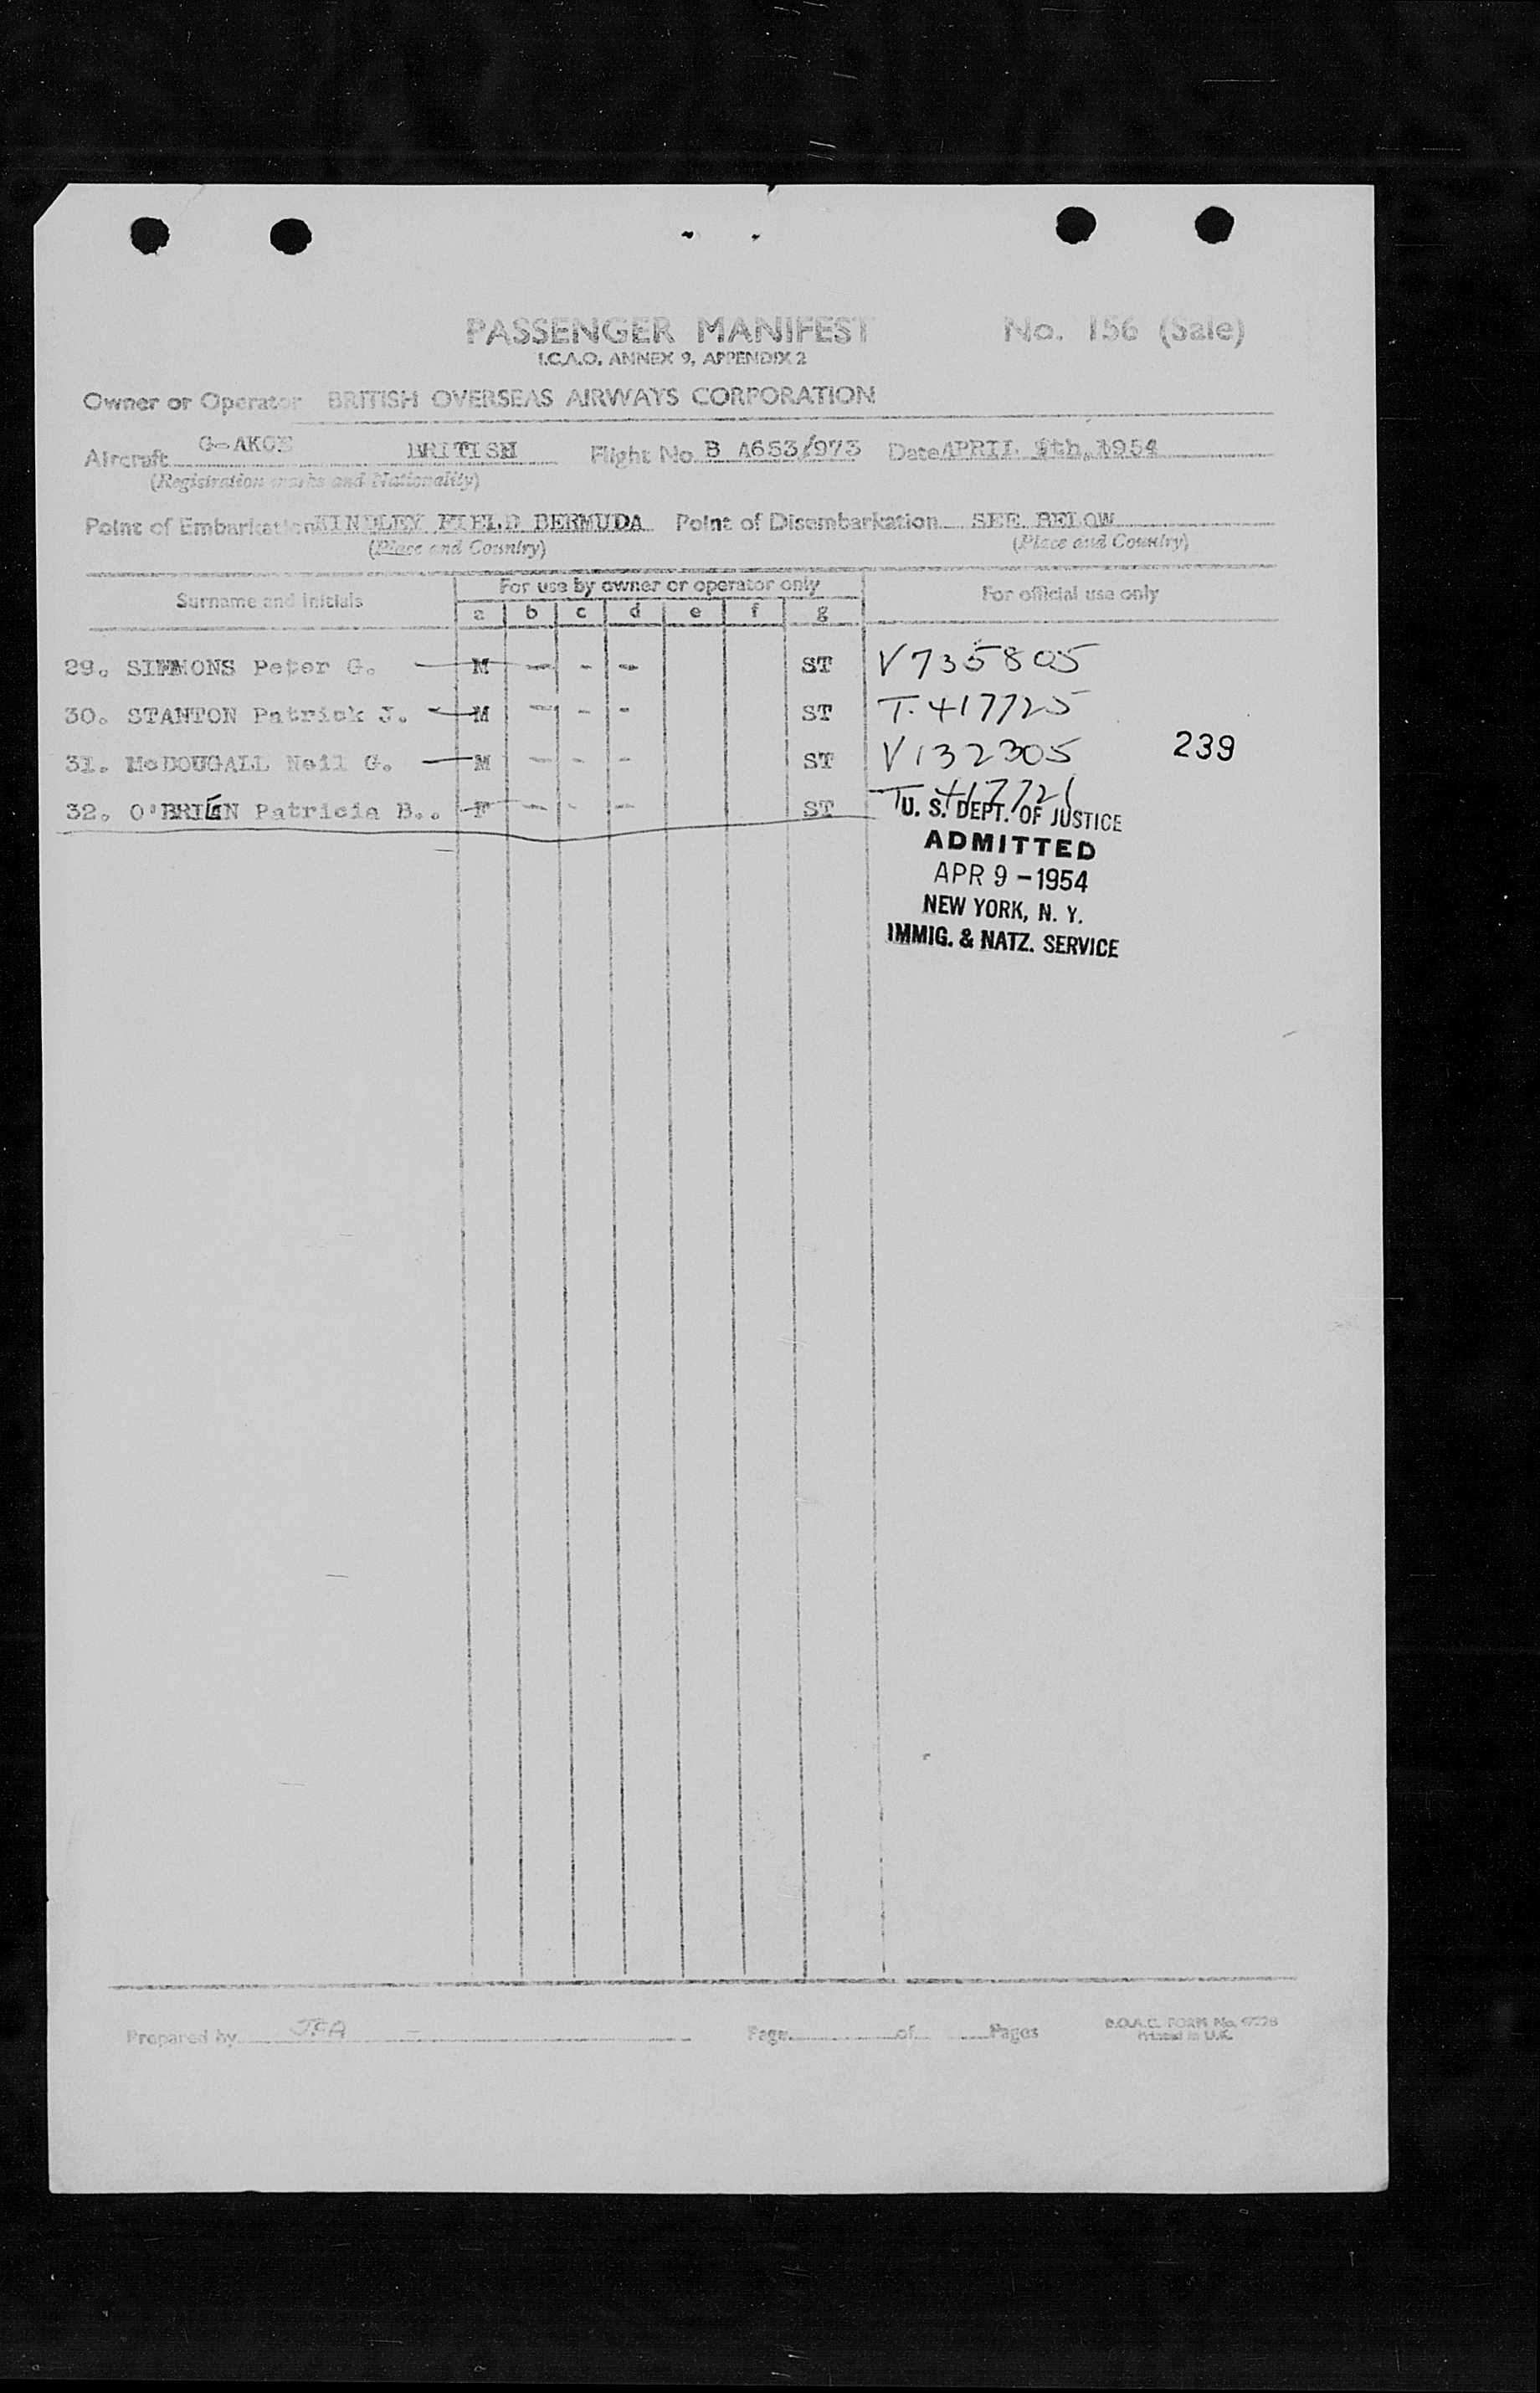 PASSENGER MANIFEST No. 156 (Sale)
I.C.A.O. ANNEX 9, APPENDIX 2
Owner or Operator BRITISH OVERSEAS AIRWAYS CORPORATION
Aircraft G-AKGE BRITISH Flight No. B A653/973 Date APRIL 9th, 1954
(Registration marks and Nationality)
Point of Embarkation KINDLEY FIELD BERMUDA Point of Disembarkation SEE BELOW
(Place and Country) (Place and Country)
Surname and initials For use by owner or operator only For official use only
a b c d e f g
29. SIMMONS Peter G. M - - - ST V735805
30. STANTON Patrick J. M - - - ST T-417725
31. McDOUGALL Neil G. M - - - ST V132305 239
32. O'BRIEN Patricia B.. F - - - ST T 417721
U. S. DEPT. OF JUSTICE
ADMITTED
APR 9 - 1954
NEW YORK, N. Y.
IMMIG. & NATZ. SERVICE
Prepared by JFA Page of Pages B.O.A.C. FORM No.
Printed in U.K.